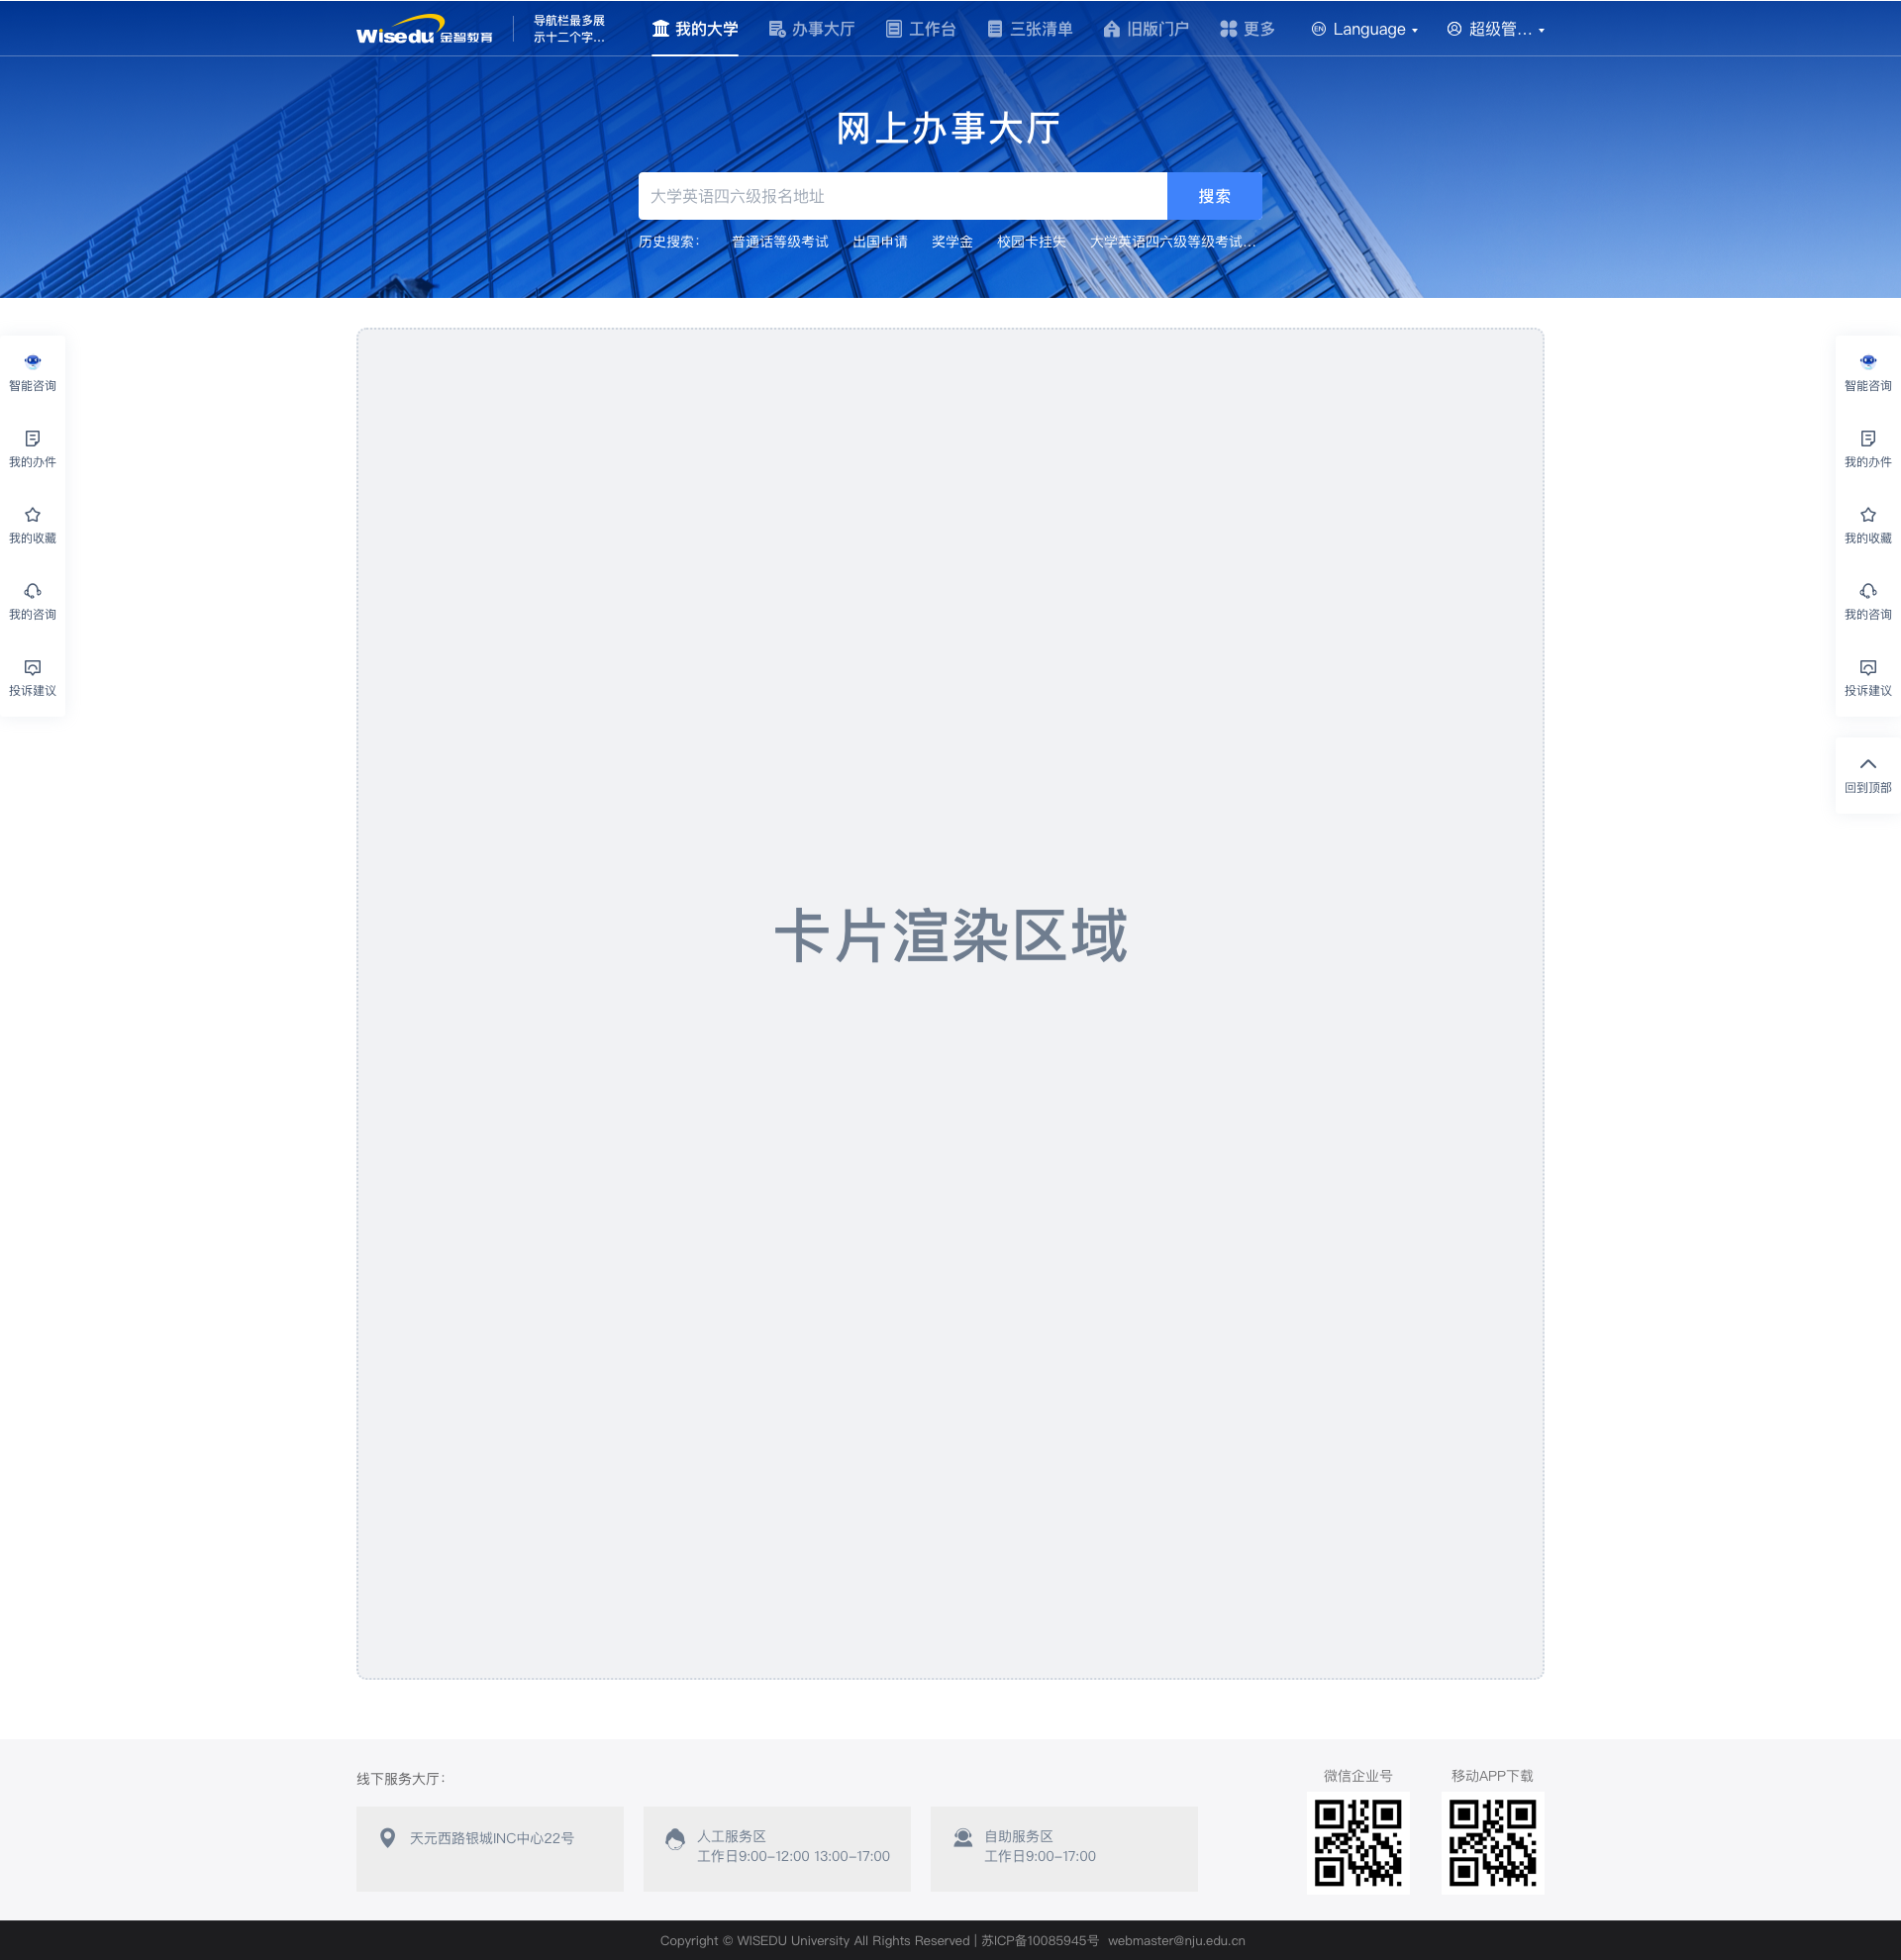 Wisedu 金智教育
导航栏最多展
示十二个字...
我的大学
办事大厅
工作台
三张清单
旧版门户
更多
EN Language
超级管...
网上办事大厅
大学英语四六级报名地址
搜索
历史搜索：
普通话等级考试
出国申请
奖学金
校园卡挂失
大学英语四六级等级考试...
智能咨询
我的办件
我的收藏
我的咨询
投诉建议
智能咨询
我的办件
我的收藏
我的咨询
投诉建议
回到顶部
卡片渲染区域
线下服务大厅：
天元西路银城INC中心22号
人工服务区
工作日9:00-12:00 13:00-17:00
自助服务区
工作日9:00-17:00
微信企业号
移动APP下载
Copyright © WISEDU University All Rights Reserved | 苏ICP备10085945号 webmaster@nju.edu.cn